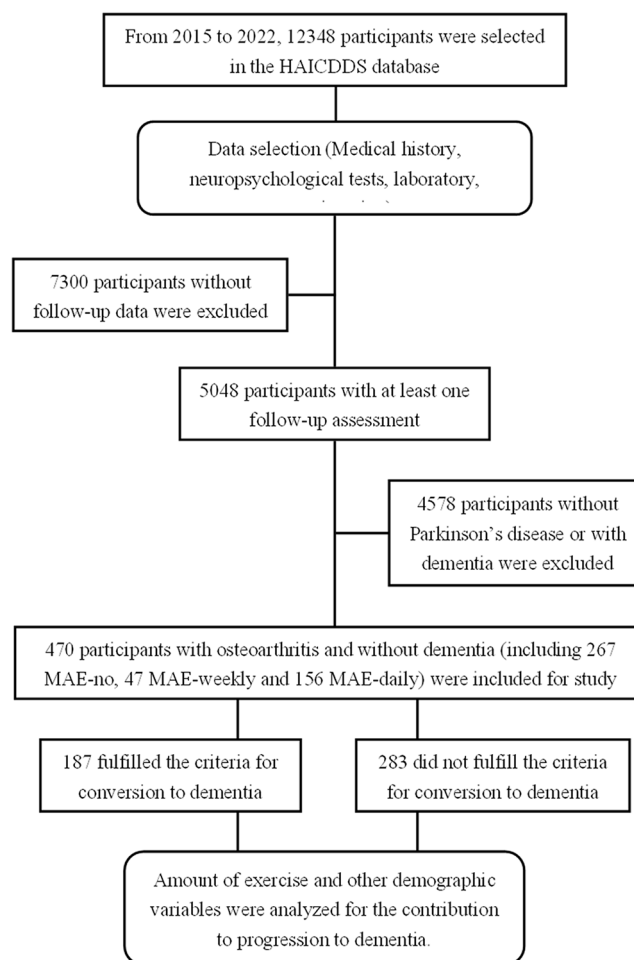 From 2015 to 2022, 12348 participants were selected
in the HAICDDS database
Data selection (Medical history,
neuropsychological tests, laboratory,
7300 participants without
follow-up data were excluded
5048 participants with at least one
follow-up assessment
4578 participants without
Parkinson’s disease or with
dementia were excluded
470 participants with osteoarthritis and without dementia (including 267
MAE-no, 47 MAE-weekly and 156 MAE-daily) were included for study
187 fulfilled the criteria for
conversion to dementia
283 did not fulfill the criteria
for conversion to dementia
Amount of exercise and other demographic
variables were analyzed for the contribution
to progression to dementia.